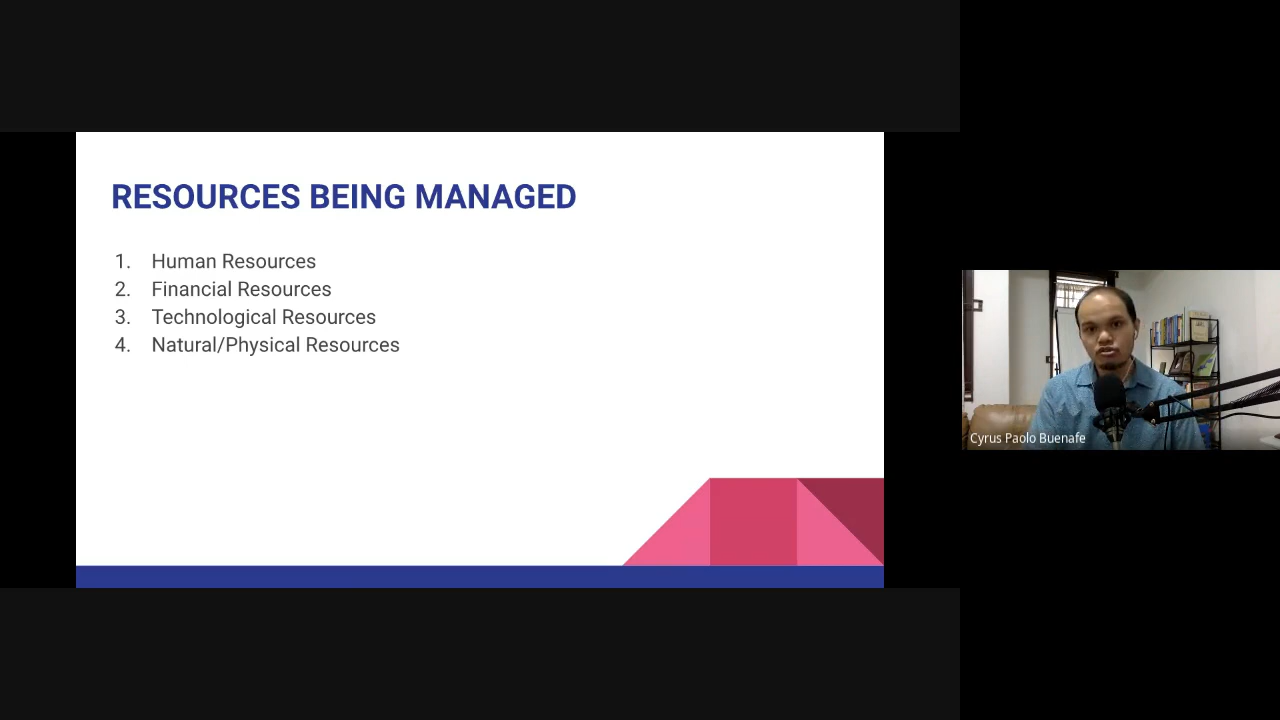 RESOURCES BEING MANAGED
1. Human Resources
2. Financial Resources
3. Technological Resources
4. Natural/Physical Resources
Cyrus Paolo Buenafe